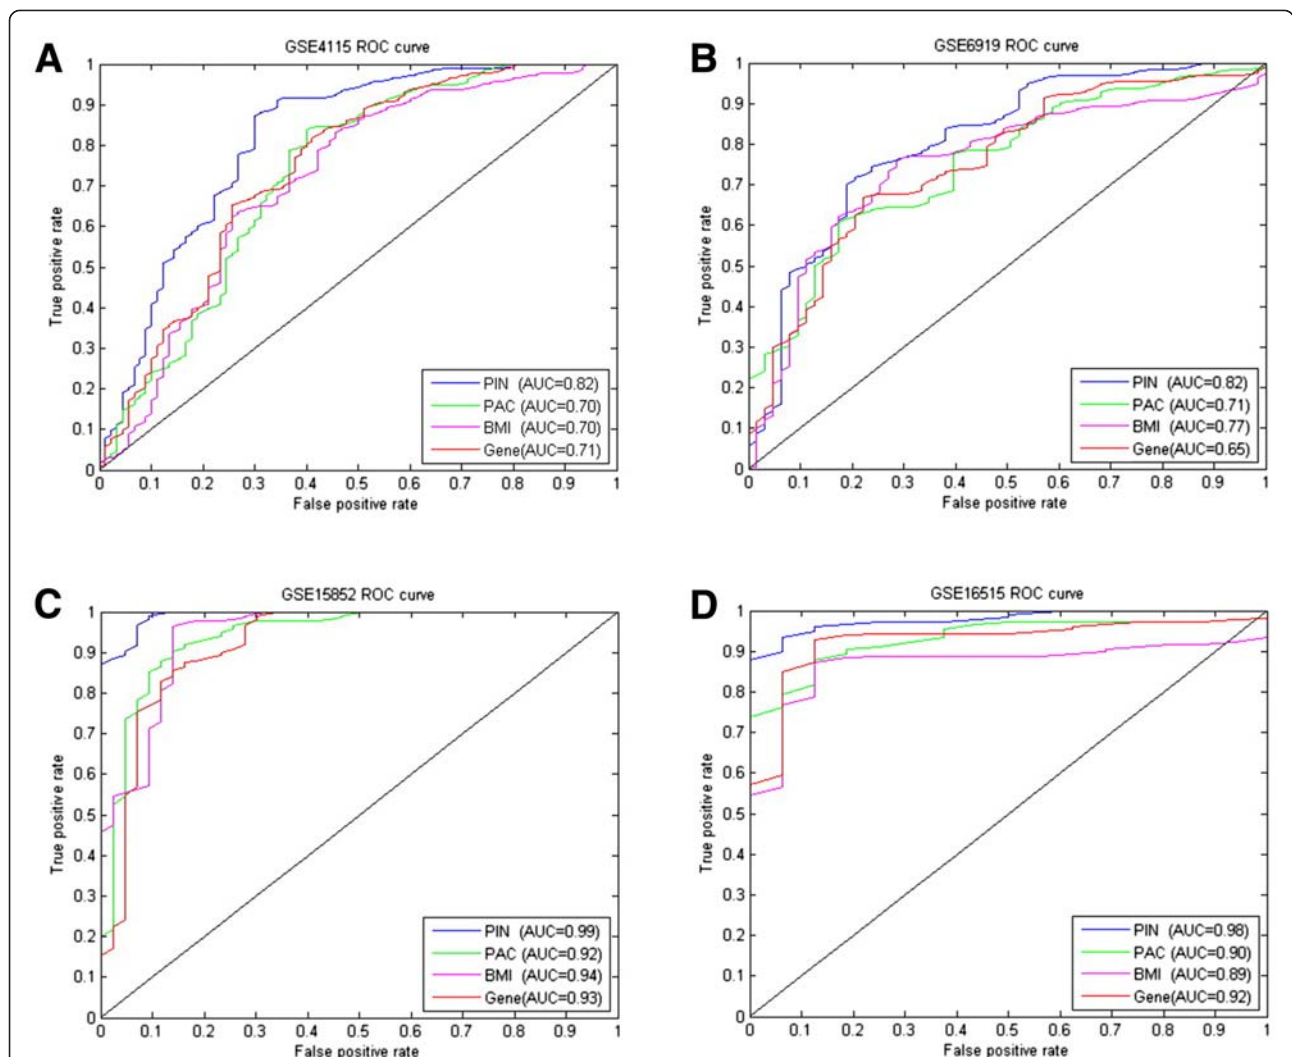 A
GSE4115 ROC curve
1
0.9
0.8
0.7
0.6
0.5
0.4
0.3
0.2
0.1
0
True positive rate
PIN (AUC=0.82)
PAC (AUC=0.70)
BMI (AUC=0.70)
Gene(AUC=0.71)
0 0.1 0.2 0.3 0.4 0.5 0.6 0.7 0.8 0.9 1
False positive rate
B
GSE6919 ROC curve
1
0.9
0.8
0.7
0.6
0.5
0.4
0.3
0.2
0.1
0
True positive rate
PIN (AUC=0.82)
PAC (AUC=0.71)
BMI (AUC=0.77)
Gene(AUC=0.65)
0 0.1 0.2 0.3 0.4 0.5 0.6 0.7 0.8 0.9 1
False positive rate
C
GSE15852 ROC curve
1
0.9
0.8
0.7
0.6
0.5
0.4
0.3
0.2
0.1
0
True positive rate
PIN (AUC=0.99)
PAC (AUC=0.92)
BMI (AUC=0.94)
Gene(AUC=0.93)
0 0.1 0.2 0.3 0.4 0.5 0.6 0.7 0.8 0.9 1
False positive rate
D
GSE16515 ROC curve
1
0.9
0.8
0.7
0.6
0.5
0.4
0.3
0.2
0.1
0
True positive rate
PIN (AUC=0.98)
PAC (AUC=0.90)
BMI (AUC=0.89)
Gene(AUC=0.92)
0 0.1 0.2 0.3 0.4 0.5 0.6 0.7 0.8 0.9 1
False positive rate